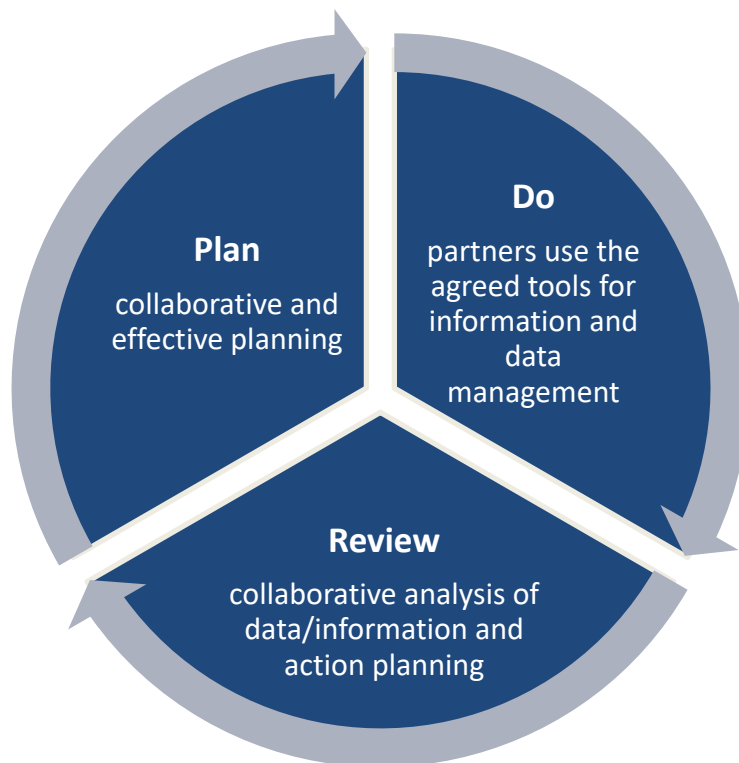 Plan
collaborative and
effective planning
Do
partners use the
agreed tools for
information and
data
management
Review
collaborative analysis of
data/information and
action planning